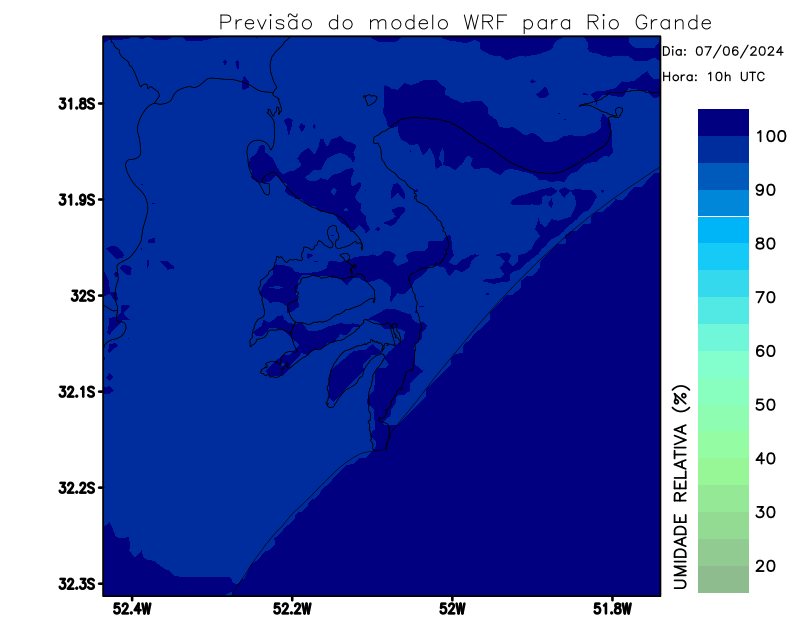 Previsão do modelo WRF para Rio Grande
Dia: 07/06/2024
Hora: 10h UTC
31.8S
31.9S
32S
32.1S
32.2S
32.3S
52.4W
52.2W
52W
51.8W
UMIDADE RELATIVA (%)
100
90
80
70
60
50
40
30
20